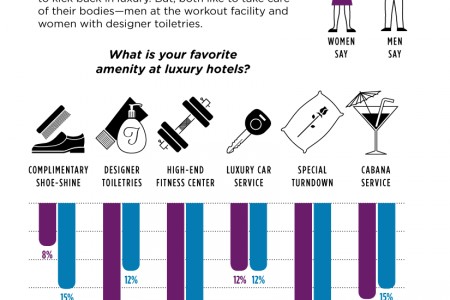 to kick back in luxury. But, both like to take care
of their bodies—men at the workout facility and
women with designer toiletries.
WOMEN SAY
MEN SAY
What is your favorite
amenity at luxury hotels?
COMPLIMENTARY SHOE-SHINE
DESIGNER TOILETRIES
HIGH-END FITNESS CENTER
LUXURY CAR SERVICE
SPECIAL TURNDOWN
CABANA SERVICE
8%
15%
12%
12%
12%
15%